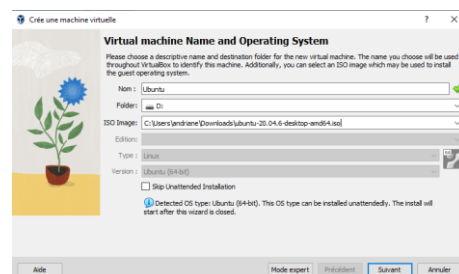 Crée une machine virtuelle
Virtual machine Name and Operating System
Please choose a descriptive name and destination folder for the new virtual machine. The name you choose will be used
throughout VirtualBox to identify this machine. Additionally, you can select an ISO image which may be used to install
the guest operating system.
Nom : Ubuntu
Folder: D:
ISO Image: C:\Users\andriane\Downloads\ubuntu-20.04.6-desktop-amd64.iso
Edition:
Type : Linux
Version : Ubuntu (64-bit)
Skip Unattended Installation
Detected OS type: Ubuntu (64-bit). This OS type can be installed unattendedly. The install will
start after this wizard is closed.
Aide Mode expert Précédent Suivant Annuler